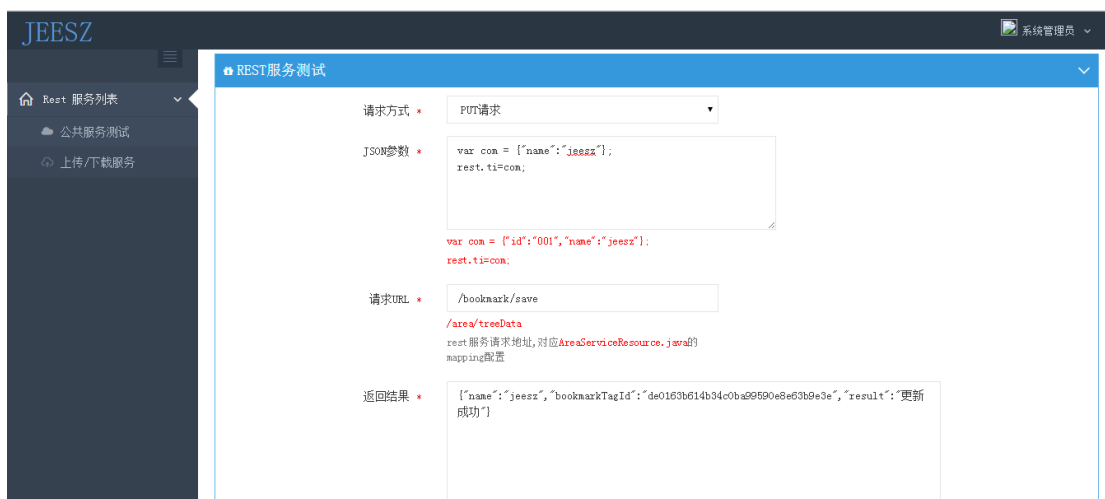 JEESZ
系统管理员
REST服务测试
Rest 服务列表
公共服务测试
上传/下载服务
请求方式 *
PUT请求
JSON参数 *
var com = {"name":"jeesz"};
rest.ti=com;
var com = {"id":"001","name":"jeesz"};
rest.ti=com;
请求URL *
/bookmark/save
/area/treeData
rest服务请求地址,对应AreaServiceResource.java的
mapping配置
返回结果 *
{"name":"jeesz","bookmarkTagId":"de0163b614b34c0ba99590e8e63b9e3e","result":"更新
成功"}